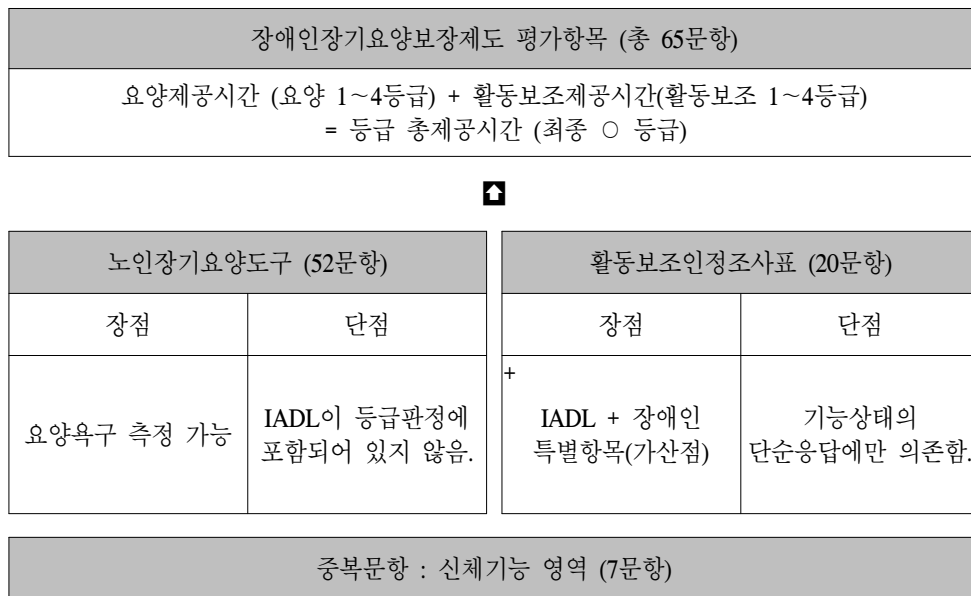 장애인장기요양보장제도 평가항목 (총 65문항)
요양제공시간 (요양 1~4등급) + 활동보조제공시간(활동보조 1~4등급)
= 등급 총제공시간 (최종 ○ 등급)
노인장기요양도구 (52문항)
장점
단점
요양욕구 측정 가능
IADL이 등급판정에
포함되어 있지 않음.
+
활동보조인정조사표 (20문항)
장점
단점
IADL + 장애인
특별항목(가산점)
기능상태의
단순응답에만 의존함.
중복문항 : 신체기능 영역 (7문항)